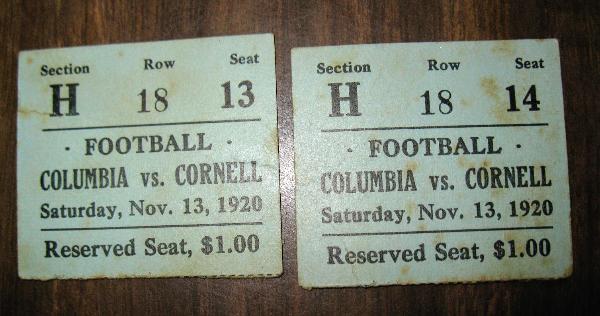 Section Row Seat
H 18 13
· FOOTBALL ·
COLUMBIA vs. CORNELL
Saturday, Nov. 13, 1920
Reserved Seat, $1.00
Section Row Seat
H 18 14
· FOOTBALL ·
COLUMBIA vs. CORNELL
Saturday, Nov. 13, 1920
Reserved Seat, $1.00